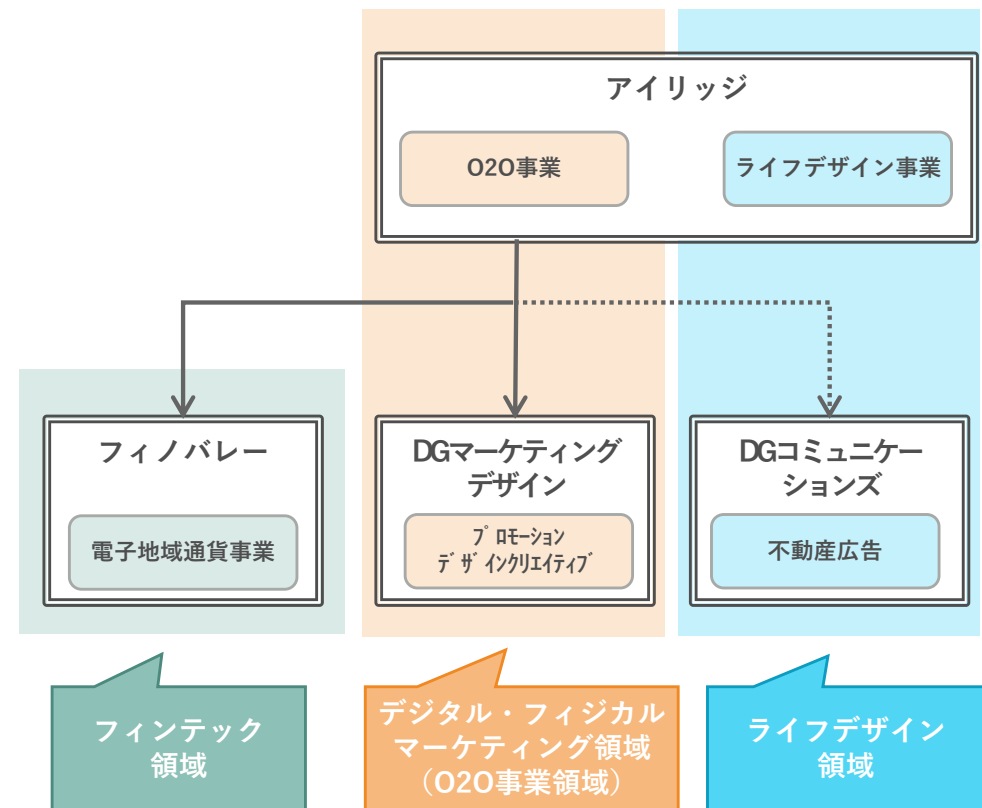 アイリッジ
O2O事業
ライフデザイン事業
フィノバレー
電子地域通貨事業
DGマーケティング
デザイン
ﾌﾟﾛﾓｰｼｮﾝ
ﾃﾞｻﾞｲﾝｸﾘｴｲﾃｨﾌﾞ
DGコミュニケー
ションズ
不動産広告
フィンテック
領域
デジタル・フィジカル
マーケティング領域
（O2O事業領域）
ライフデザイン
領域